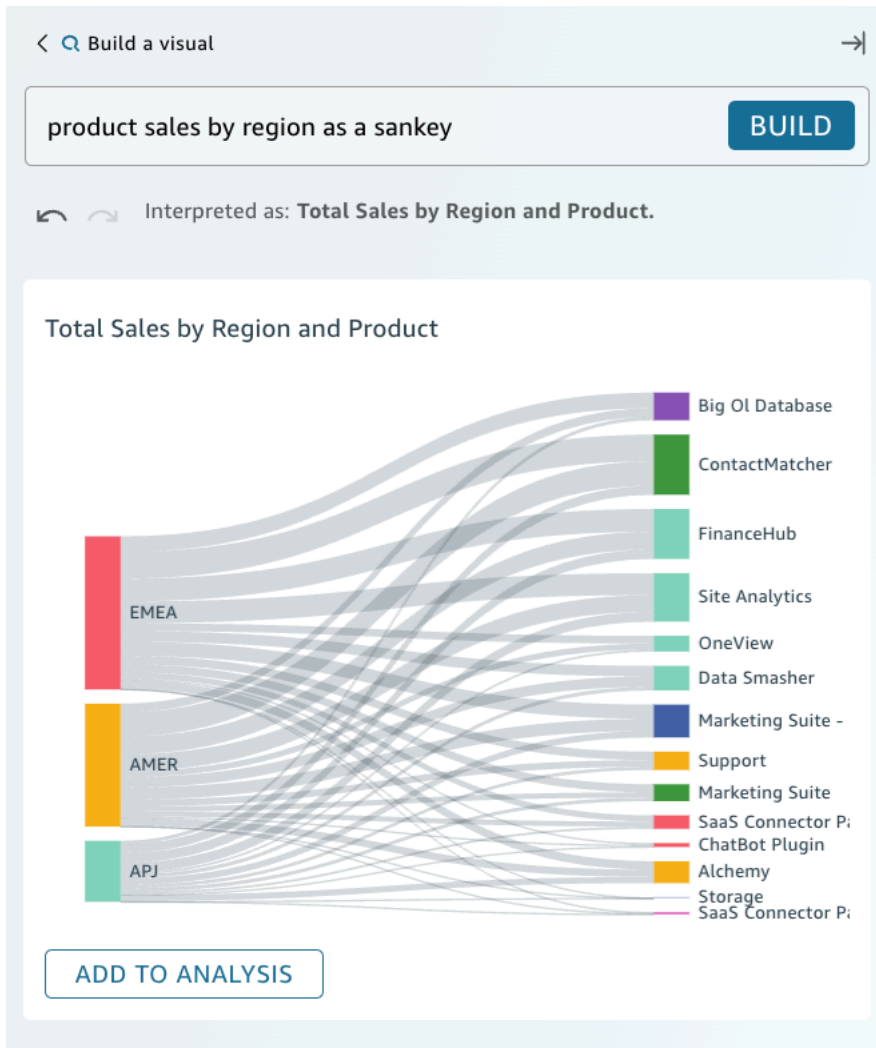 Build a visual
product sales by region as a sankey
BUILD
Interpreted as: Total Sales by Region and Product.
Total Sales by Region and Product
Big Ol Database
ContactMatcher
FinanceHub
Site Analytics
EMEA
OneView
Data Smasher
Marketing Suite -
Support
AMER
Marketing Suite
SaaS Connector Pa
ChatBot Plugin
APJ
Alchemy
Storage
SaaS Connector Pa
ADD TO ANALYSIS